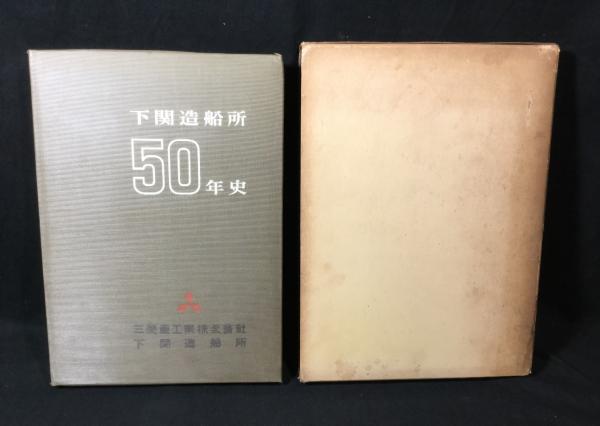 下関造船所
50年史
三菱重工業株式會社
下関造船所